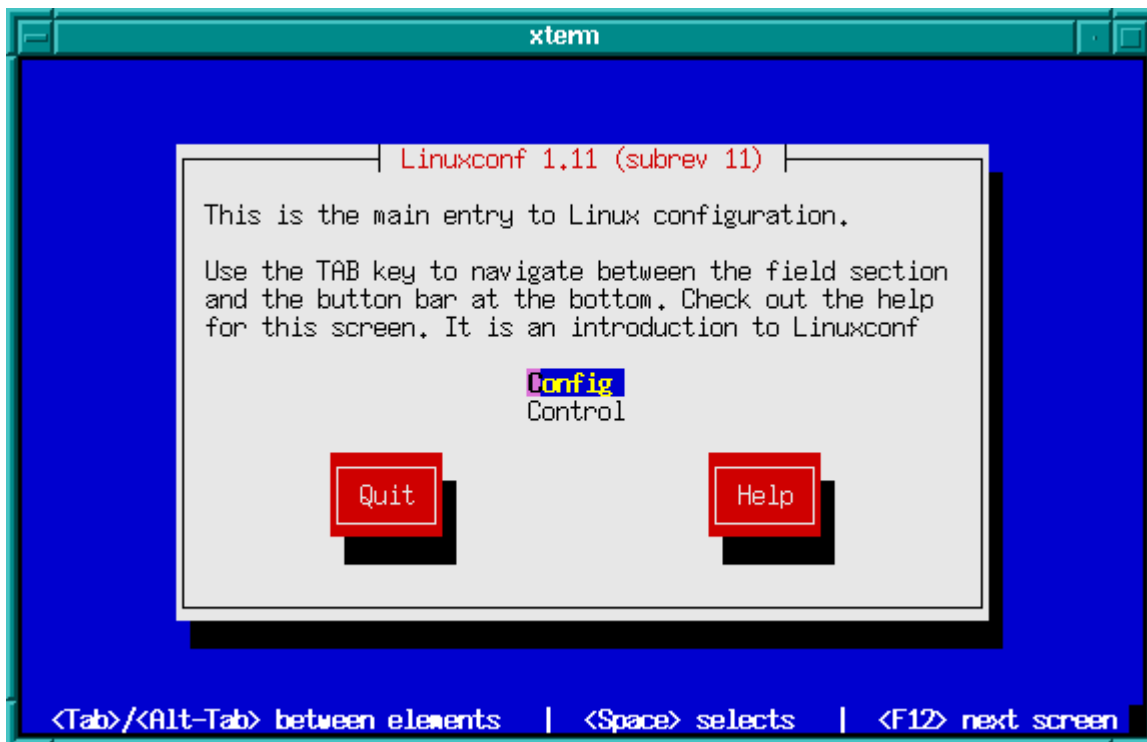 xterm
Linuxconf 1.11 (subrev 11)
This is the main entry to Linux configuration.
Use the TAB key to navigate between the field section
and the button bar at the bottom. Check out the help
for this screen. It is an introduction to Linuxconf
Config
Control
Quit Help
<Tab>/<Alt-Tab> between elements | <Space> selects | <F12> next screen